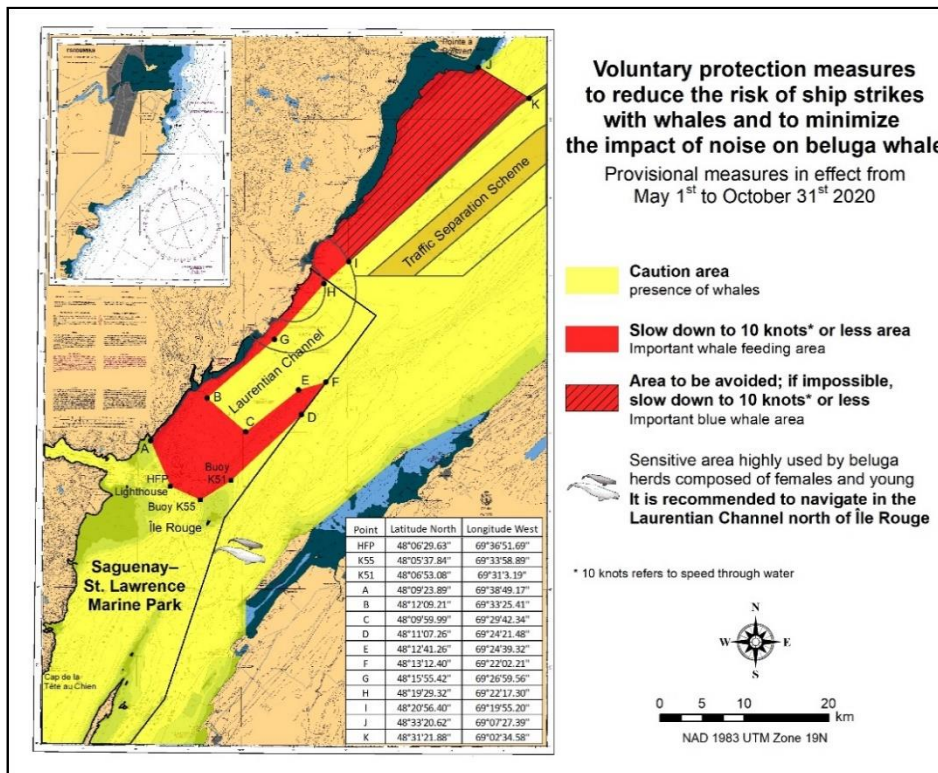 Voluntary protection measures
to reduce the risk of ship strikes
with whales and to minimize
the impact of noise on beluga whale
Provisional measures in effect from
May 1st to October 31st 2020
Caution area
presence of whales
Slow down to 10 knots* or less area
Important whale feeding area
Area to be avoided; if impossible,
slow down to 10 knots* or less
Important blue whale area
Sensitive area highly used by beluga
herds composed of females and young
It is recommended to navigate in the
Laurentian Channel north of Île Rouge
* 10 knots refers to speed through water
N
W E
S
0 5 10 20
km
NAD 1983 UTM Zone 19N
J
K
Traffic Separation Scheme
I
H
G
Laurentian Channel
B
E
F
D
C
A
Buoy
K51
HFP
Lighthouse
Buoy K55
Île Rouge
Saguenay–
St. Lawrence
Marine Park
Cap de la
Tête au Chien
Point Latitude North Longitude West
HFP 48°06'29.63" 69°36'51.69"
K55 48°05'37.84" 69°33'58.89"
K51 48°06'53.08" 69°31'3.19"
A 48°09'23.89" 69°38'49.17"
B 48°12'09.21" 69°33'25.41"
C 48°09'59.99" 69°29'42.34"
D 48°11'07.26" 69°24'21.48"
E 48°12'41.26" 69°24'39.32"
F 48°13'12.40" 69°22'02.21"
G 48°15'55.42" 69°26'59.56"
H 48°19'29.32" 69°22'17.30"
I 48°20'56.40" 69°19'55.20"
J 48°33'20.62" 69°07'27.39"
K 48°31'21.88" 69°02'34.58"